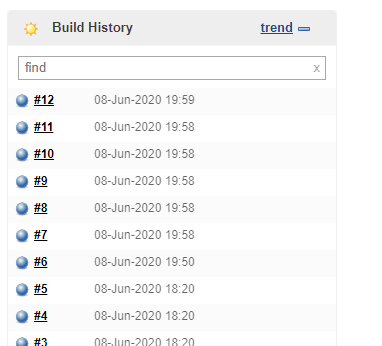 Build History trend
find x
#12 08-Jun-2020 19:59
#11 08-Jun-2020 19:58
#10 08-Jun-2020 19:58
#9 08-Jun-2020 19:58
#8 08-Jun-2020 19:58
#7 08-Jun-2020 19:58
#6 08-Jun-2020 19:50
#5 08-Jun-2020 18:20
#4 08-Jun-2020 18:20
#3 08-Jun-2020 18:20